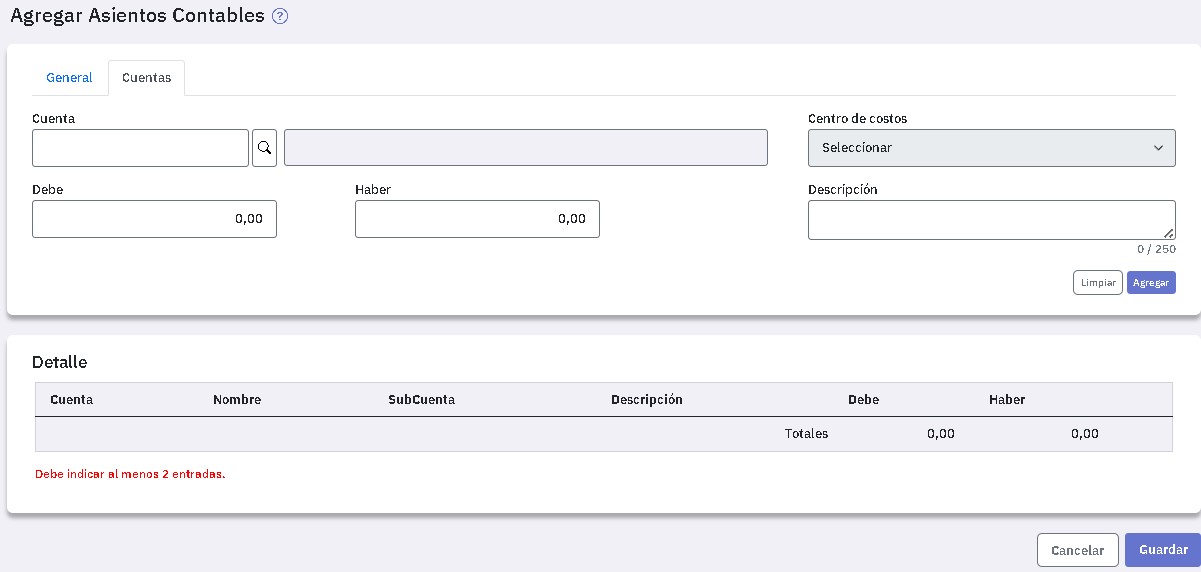 Agregar Asientos Contables ?
General Cuentas
Cuenta Centro de costos
Seleccionar
Debe Haber Descripción
0,00 0,00
0 / 250
Limpiar Agregar
Detalle
Cuenta Nombre SubCuenta Descripción Debe Haber
Totales 0,00 0,00
Debe indicar al menos 2 entradas.
Cancelar Guardar